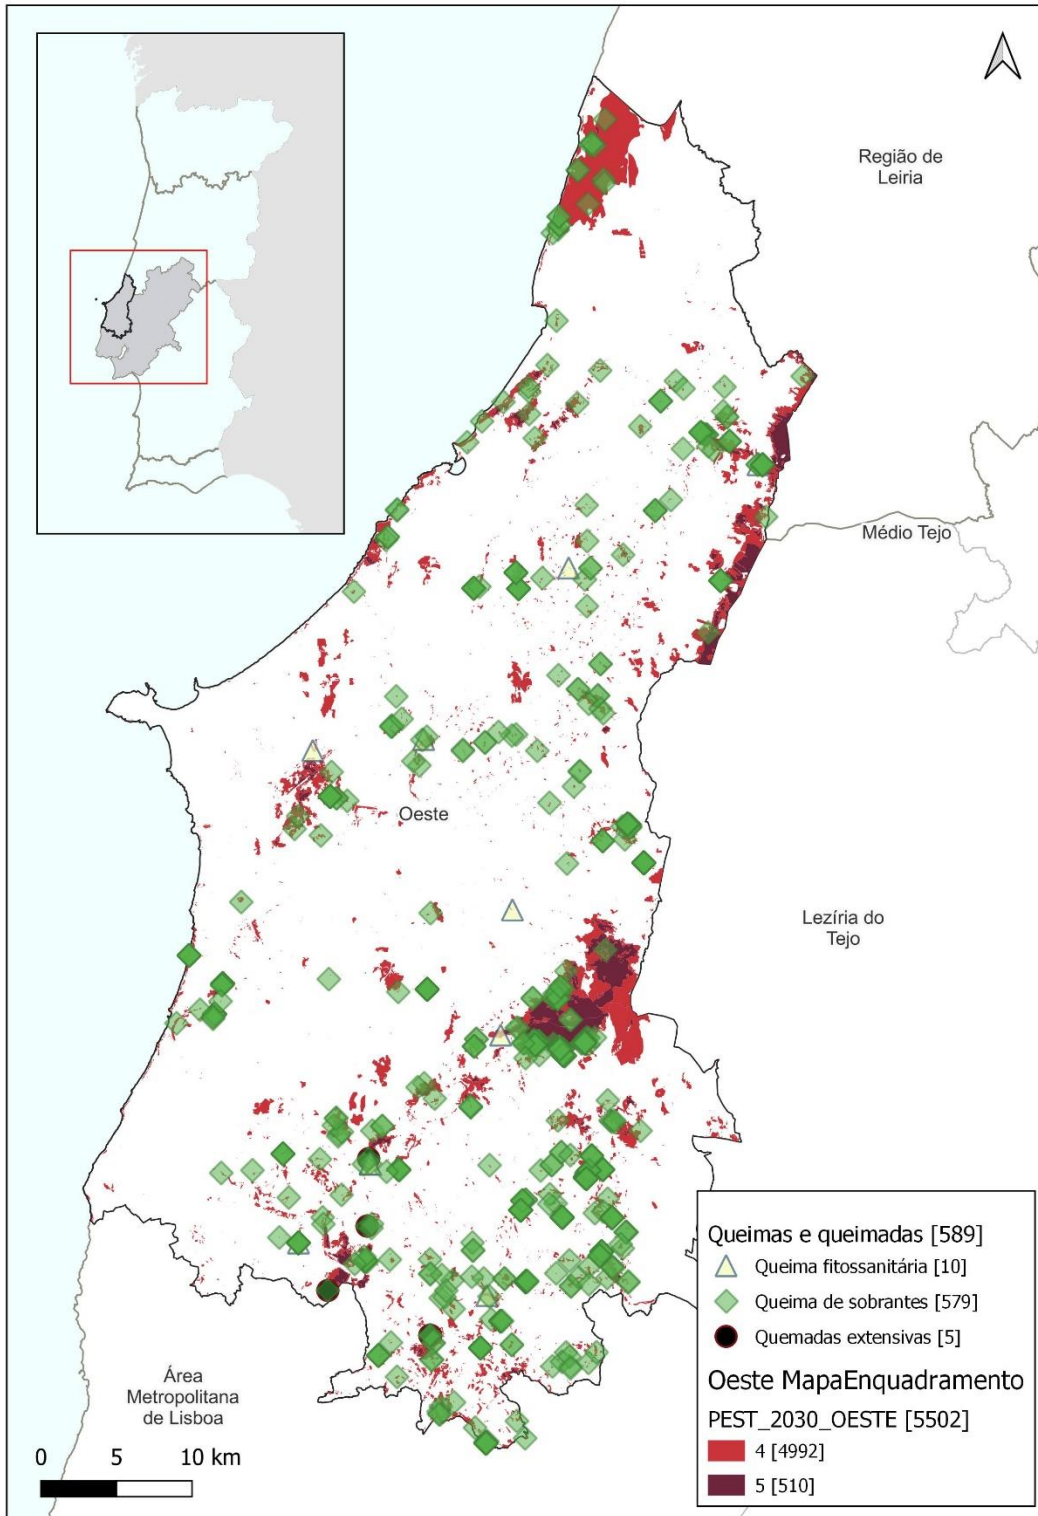 Região de
Leiria
Médio Tejo
Oeste
Lezíria do
Tejo
Área
Metropolitana
de Lisboa
0 5 10 km
Queimas e queimadas [589]
Queima fitossanitária [10]
Queima de sobrantes [579]
Quemadas extensivas [5]
Oeste MapaEnquadramento
PEST_2030_OESTE [5502]
4 [4992]
5 [510]